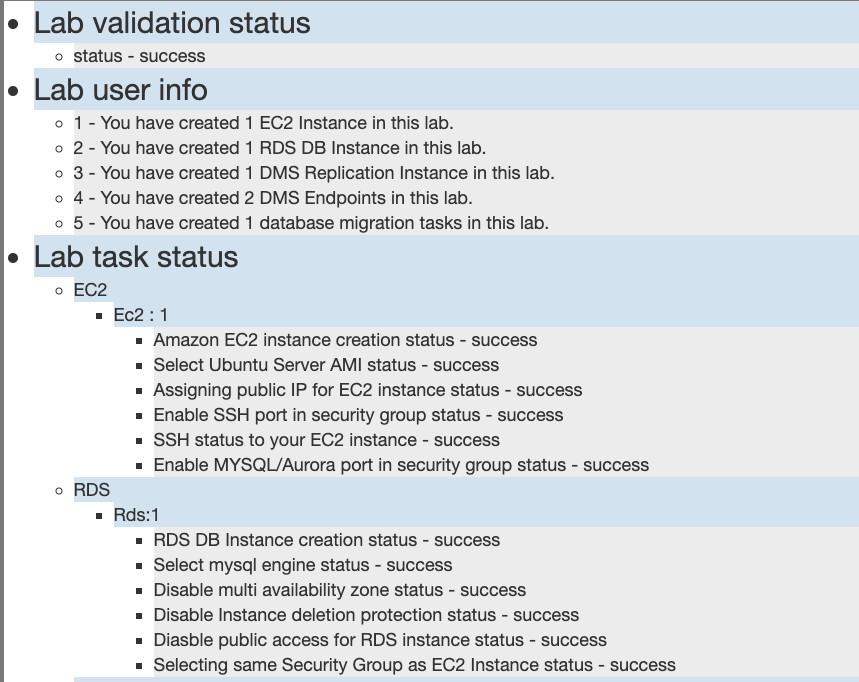 Lab validation status
status - success
Lab user info
1 - You have created 1 EC2 Instance in this lab.
2 - You have created 1 RDS DB Instance in this lab.
3 - You have created 1 DMS Replication Instance in this lab.
4 - You have created 2 DMS Endpoints in this lab.
5 - You have created 1 database migration tasks in this lab.
Lab task status
EC2
Ec2 : 1
Amazon EC2 instance creation status - success
Select Ubuntu Server AMI status - success
Assigning public IP for EC2 instance status - success
Enable SSH port in security group status - success
SSH status to your EC2 instance - success
Enable MYSQL/Aurora port in security group status - success
RDS
Rds:1
RDS DB Instance creation status - success
Select mysql engine status - success
Disable multi availability zone status - success
Disable Instance deletion protection status - success
Diasble public access for RDS instance status - success
Selecting same Security Group as EC2 Instance status - success